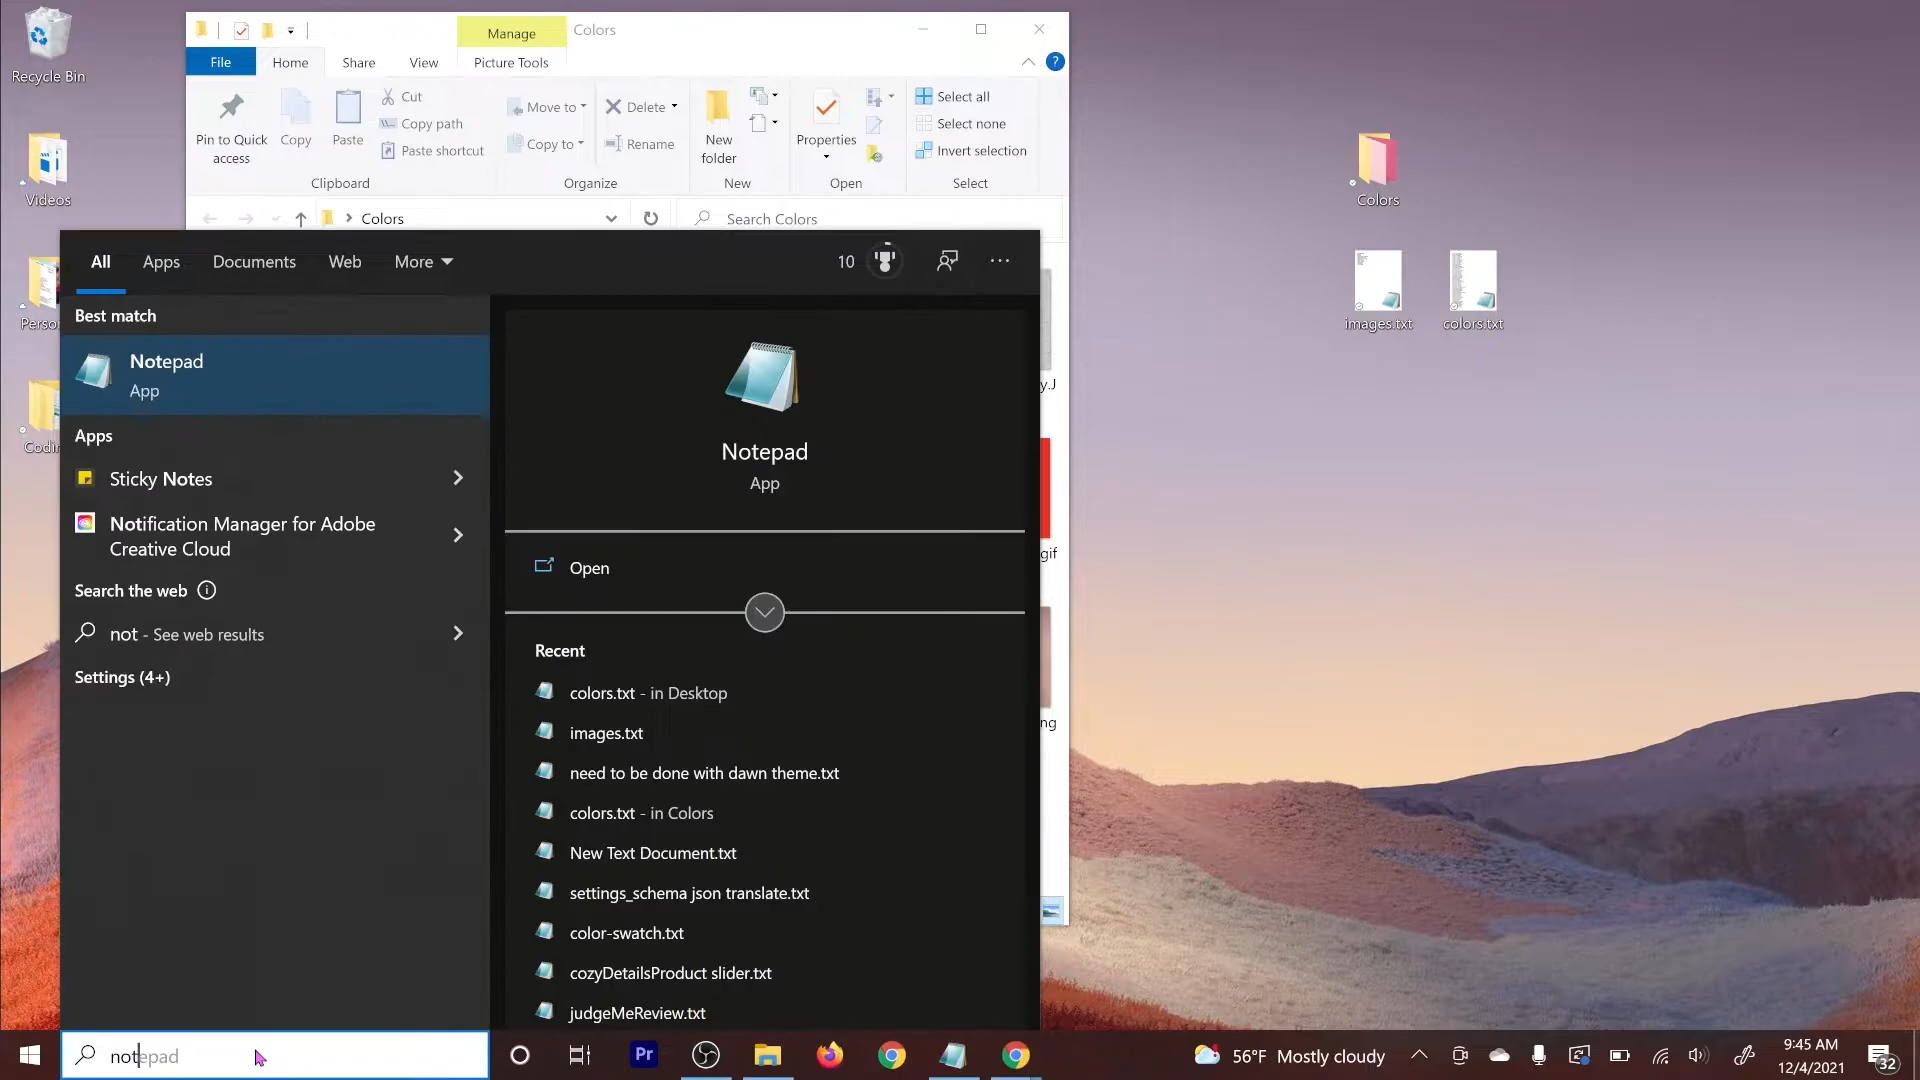 Recycle Bin
Videos
Perso
Codin
Manage
Colors
File
Home
Share
View
Picture Tools
?
Pin to Quick
access
Copy
Paste
Cut
Copy path
Paste shortcut
Clipboard
Move to
Copy to
Delete
Rename
Organize
New
folder
New
Properties
Open
Select all
Select none
Invert selection
Select
Colors
Search Colors
All
Apps
Documents
Web
More
10
Best match
Notepad
App
Apps
Sticky Notes
Notification Manager for Adobe
Creative Cloud
Search the web
not - See web results
Settings (4+)
Notepad
App
Open
Recent
colors.txt - in Desktop
images.txt
need to be done with dawn theme.txt
colors.txt - in Colors
New Text Document.txt
settings_schema json translate.txt
color-swatch.txt
cozyDetailsProduct slider.txt
judgeMeReview.txt
y.J
gif
ng
Colors
images.txt
colors.txt
notepad
Pr
56°F Mostly cloudy
9:45 AM
12/4/2021
32